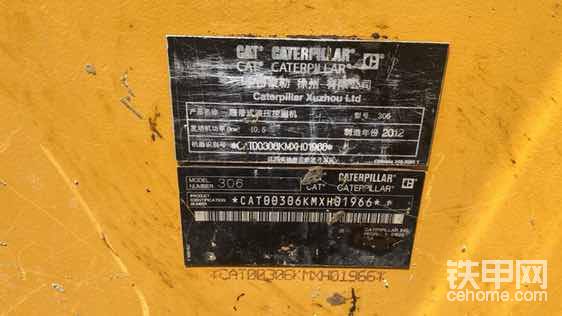 CAT® CATERPILLAR®
CAT® CATERPILLAR®
卡特彼勒 徐州 有限公司
Caterpillar Xuzhou Ltd
产品名称 履带式液压挖掘机 型号 306
发动机功率(kW) 40.5 制造年份 2012
机器识别号 *CAT00306KMXH01966*
MODEL NUMBER 306
CAT® CATERPILLAR®
CATERPILLAR®
PRODUCT IDENTIFICATION NUMBER *CAT00306KMXH01966*
CATERPILLAR INC.
*CAT00306KMXH01966*
铁甲网
cehome.com